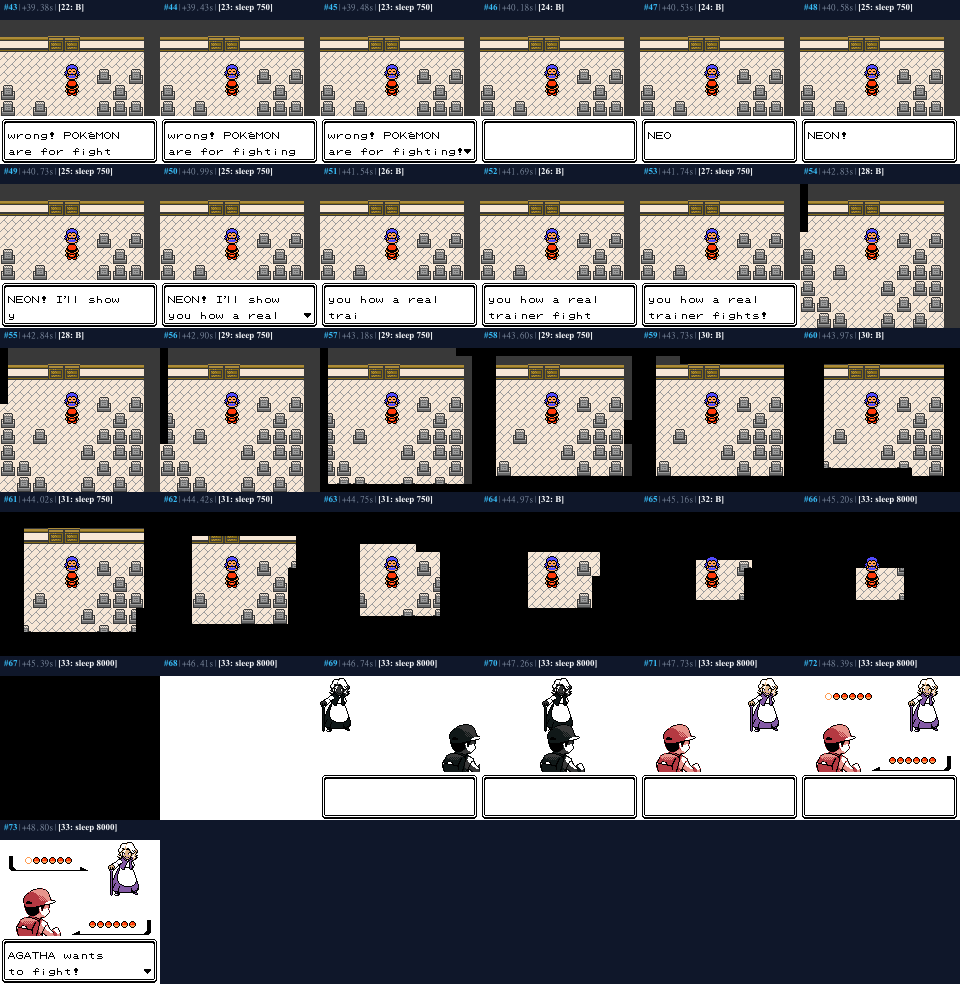 #43|+39.38s| [22: B]
#44|+39.43s| [23: sleep 750]
#45|+39.48s| [23: sleep 750]
#46|+40.18s| [24: B]
#47|+40.53s| [24: B]
#48|+40.58s| [25: sleep 750]
wrong! POKéMON
are for fight
wrong! POKéMON
are for fighting
wrong! POKéMON
are for fighting!▼
NEO
NEON!
#49|+40.73s| [25: sleep 750]
#50|+40.99s| [25: sleep 750]
#51|+41.54s| [26: B]
#52|+41.69s| [26: B]
#53|+41.74s| [27: sleep 750]
#54|+42.83s| [28: B]
NEON! I'll show
y
NEON! I'll show
you how a real ▼
you how a real
trai
you how a real
trainer fight
you how a real
trainer fights!
#55|+42.84s| [28: B]
#56|+42.90s| [29: sleep 750]
#57|+43.18s| [29: sleep 750]
#58|+43.60s| [29: sleep 750]
#59|+43.73s| [30: B]
#60|+43.97s| [30: B]
#61|+44.02s| [31: sleep 750]
#62|+44.42s| [31: sleep 750]
#63|+44.75s| [31: sleep 750]
#64|+44.97s| [32: B]
#65|+45.16s| [32: B]
#66|+45.20s| [33: sleep 8000]
#67|+45.39s| [33: sleep 8000]
#68|+46.41s| [33: sleep 8000]
#69|+46.74s| [33: sleep 8000]
#70|+47.26s| [33: sleep 8000]
#71|+47.73s| [33: sleep 8000]
#72|+48.39s| [33: sleep 8000]
#73|+48.80s| [33: sleep 8000]
AGATHA wants
to fight! ▼